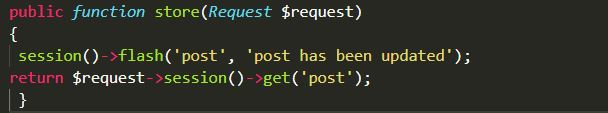 public function store(Request $request)
{
session()->flash('post', 'post has been updated');
return $request->session()->get('post');
}